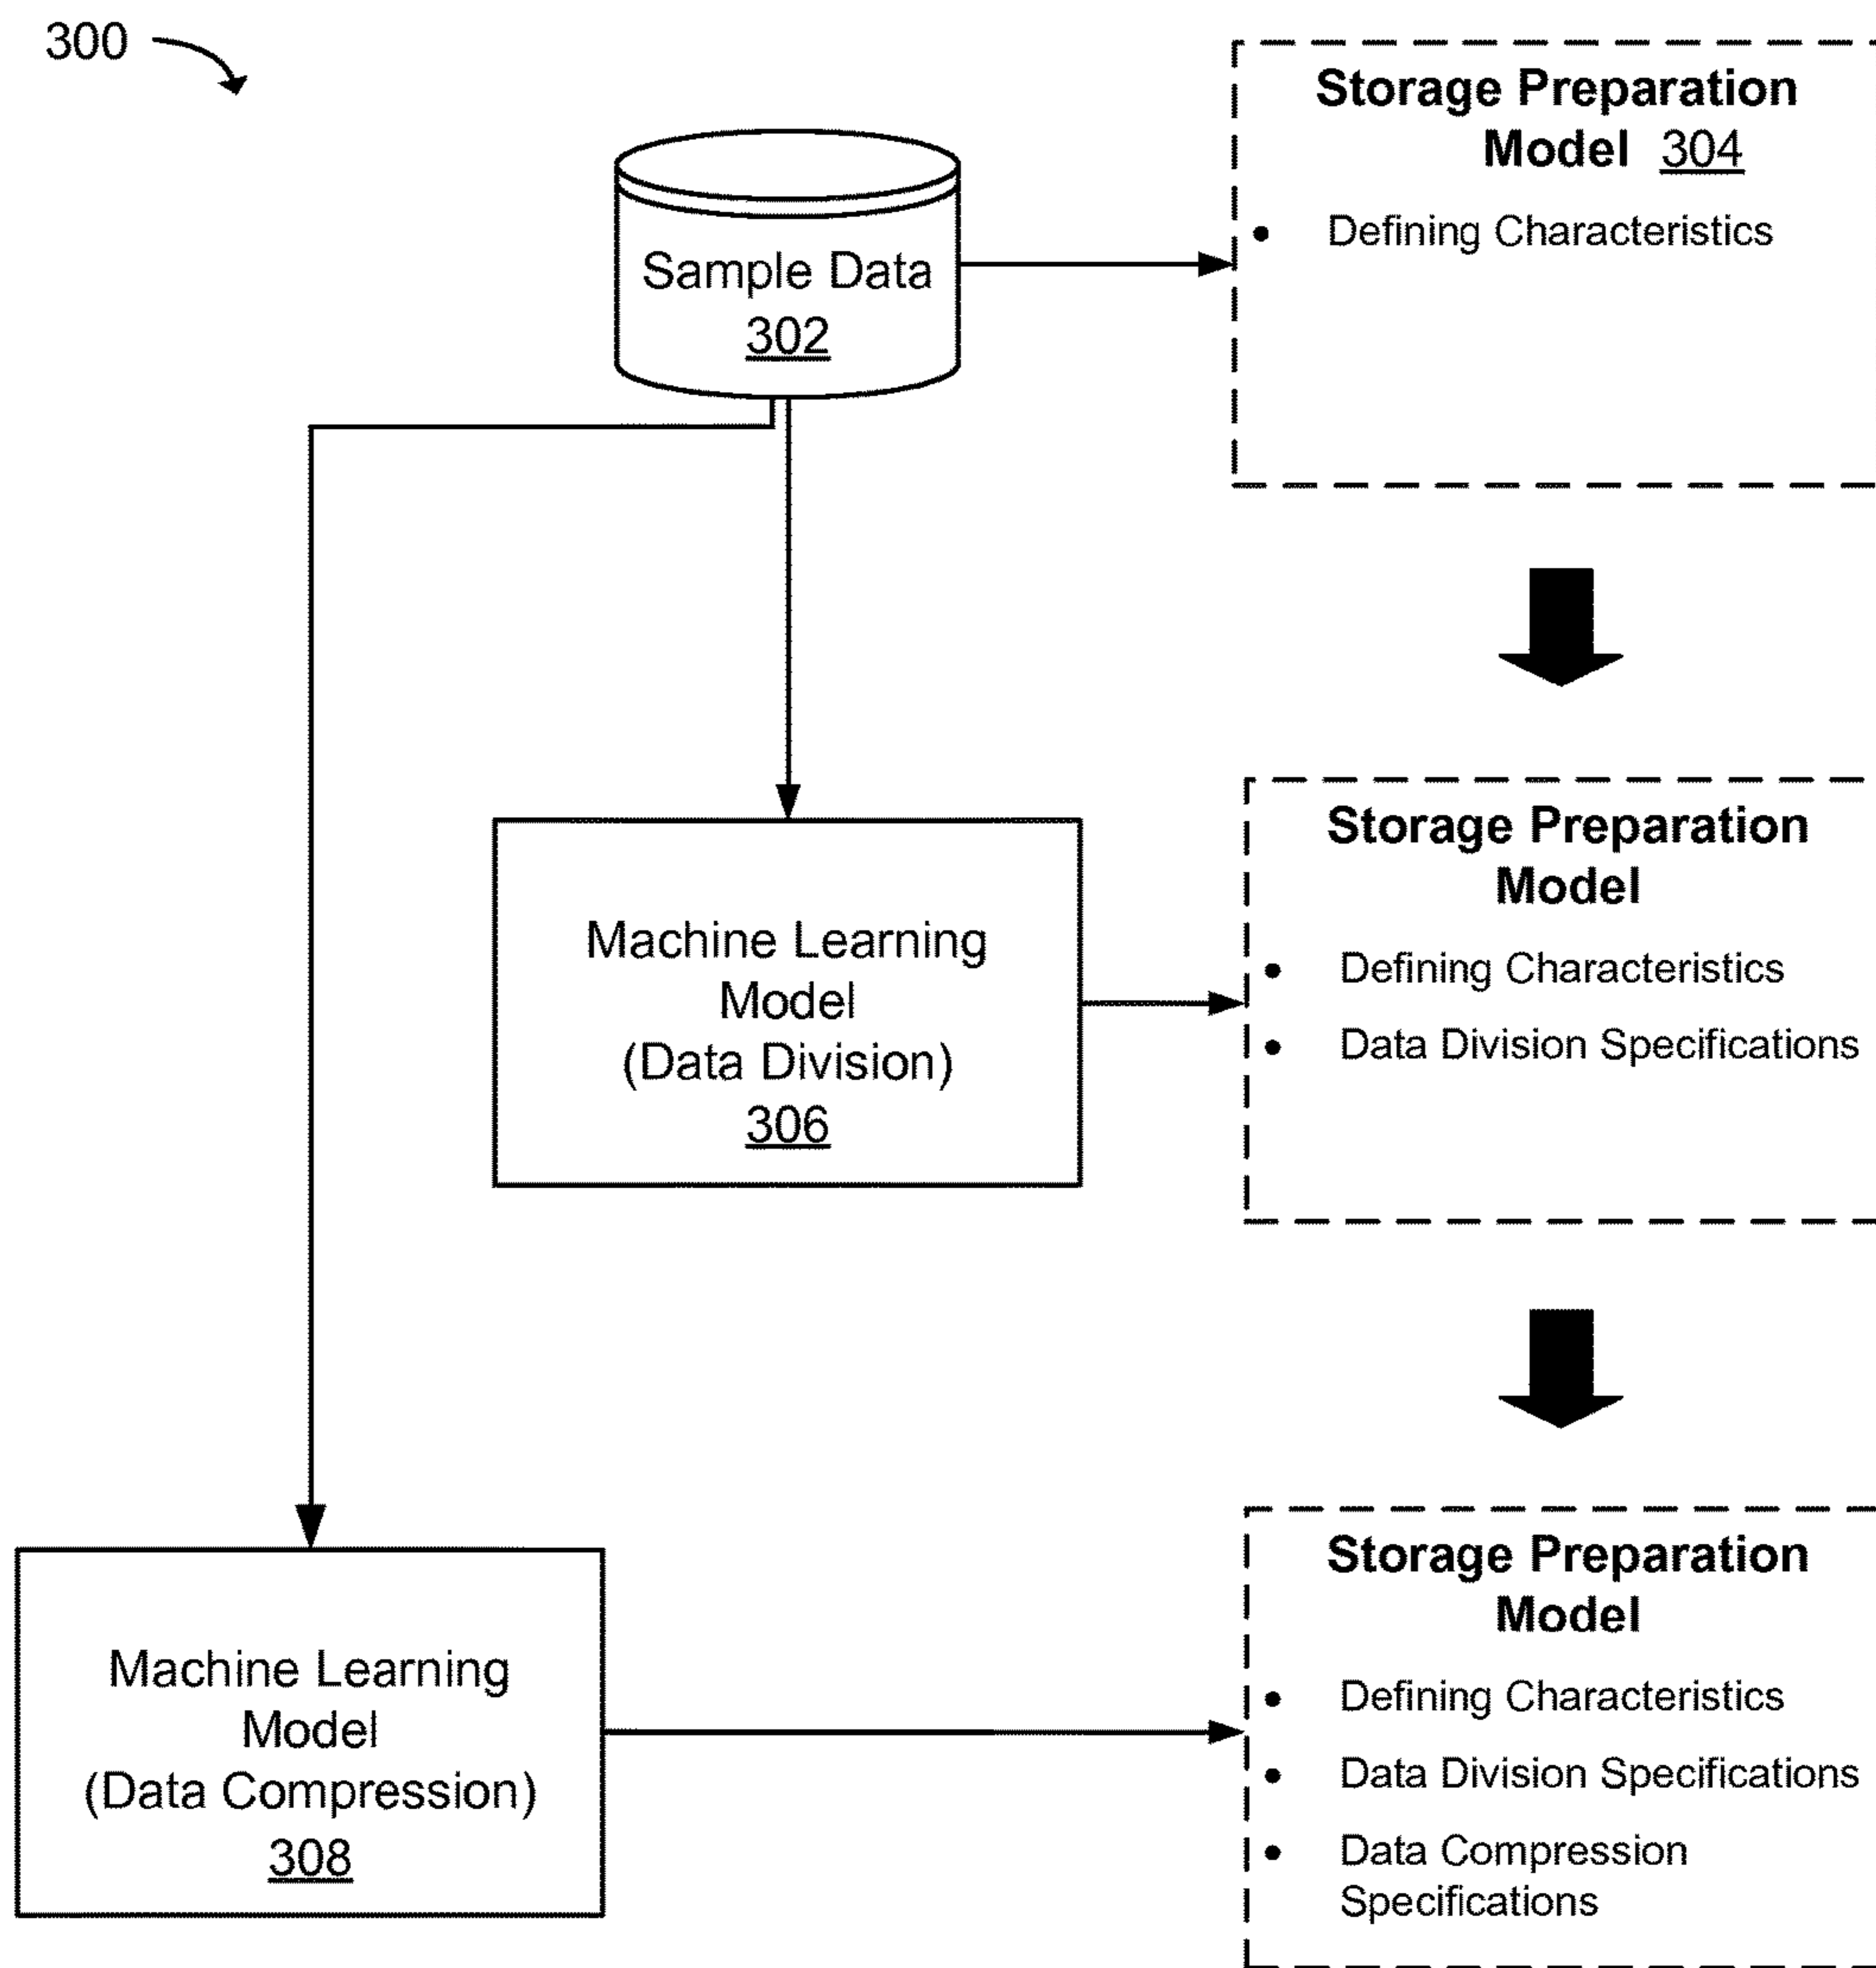 300
Storage Preparation
Model 304
• Defining Characteristics
Sample Data
302
Storage Preparation
Model
• Defining Characteristics
• Data Division Specifications
Machine Learning
Model
(Data Division)
306
Storage Preparation
Model
• Defining Characteristics
• Data Division Specifications
• Data Compression
Specifications
Machine Learning
Model
(Data Compression)
308